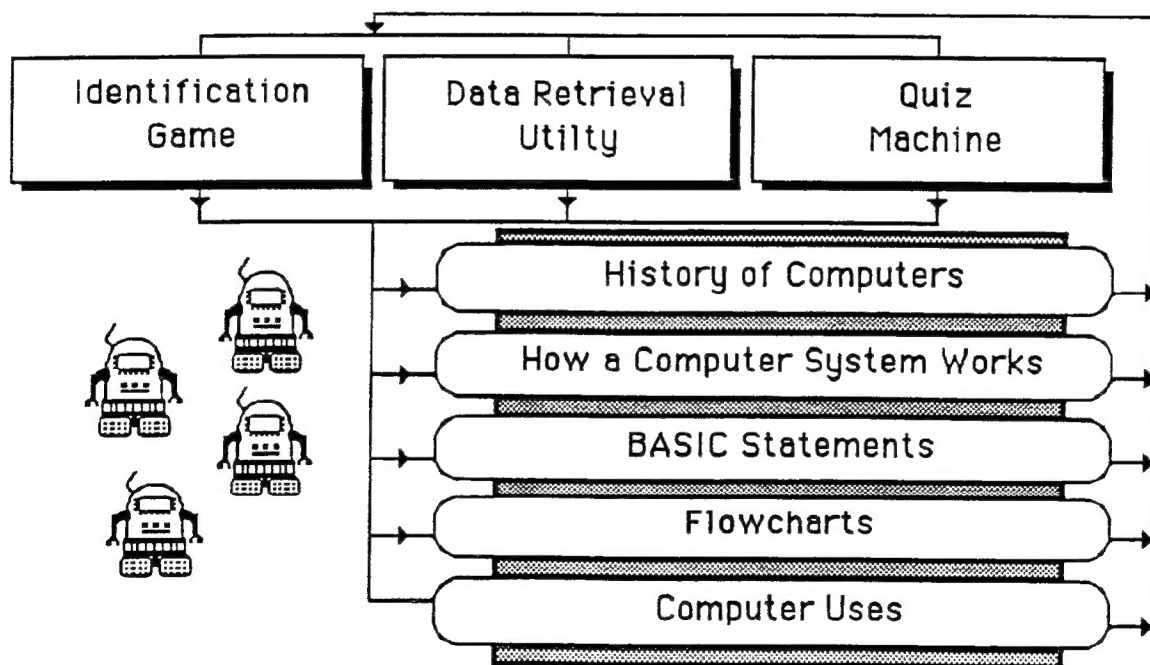 Identification
Game
Data Retrieval
Utilty
Quiz
Machine
History of Computers
How a Computer System Works
BASIC Statements
Flowcharts
Computer Uses